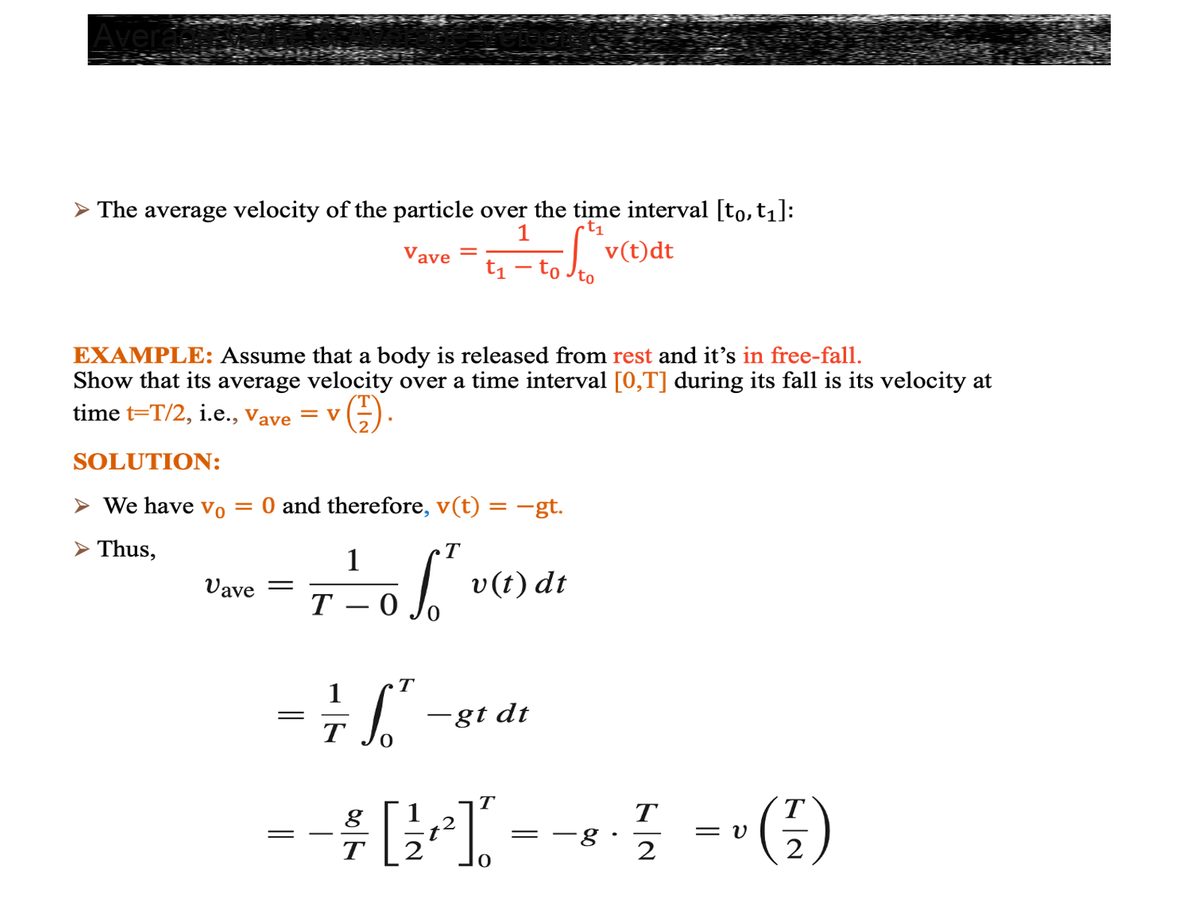 ➢ The average velocity of the particle over the time interval [t₀, t₁]:
v_ave = 1/(t₁ − t₀) ∫_{t₀}^{t₁} v(t)dt
EXAMPLE: Assume that a body is released from rest and it’s in free-fall.
Show that its average velocity over a time interval [0,T] during its fall is its velocity at
time t=T/2, i.e., v_ave = v(T/2).
SOLUTION:
➢ We have v₀ = 0 and therefore, v(t) = −gt.
➢ Thus,
v_ave = 1/(T − 0) ∫_0^T v(t) dt
= 1/T ∫_0^T −gt dt
= −g/T [1/2 t²]_0^T = −g · T/2 = v(T/2)